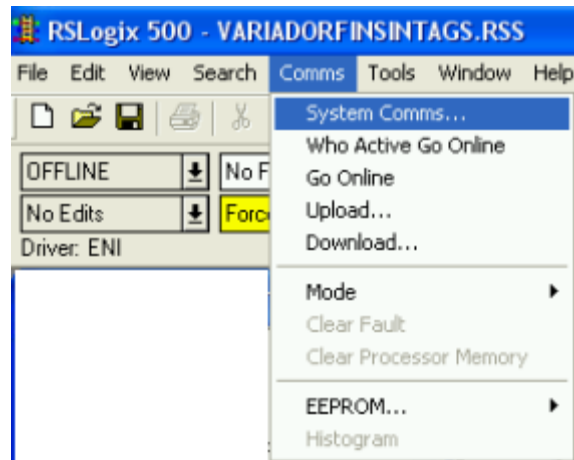 RSLogix 500 - VARIADORFINSINTAGS.RSS
File Edit View Search Comms Tools Window Help
System Comms...
Who Active Go Online
OFFLINE
Go Online
No Edits
Upload...
Driver: ENI
Download...
Mode
Clear Fault
Clear Processor Memory
EEPROM...
Histogram